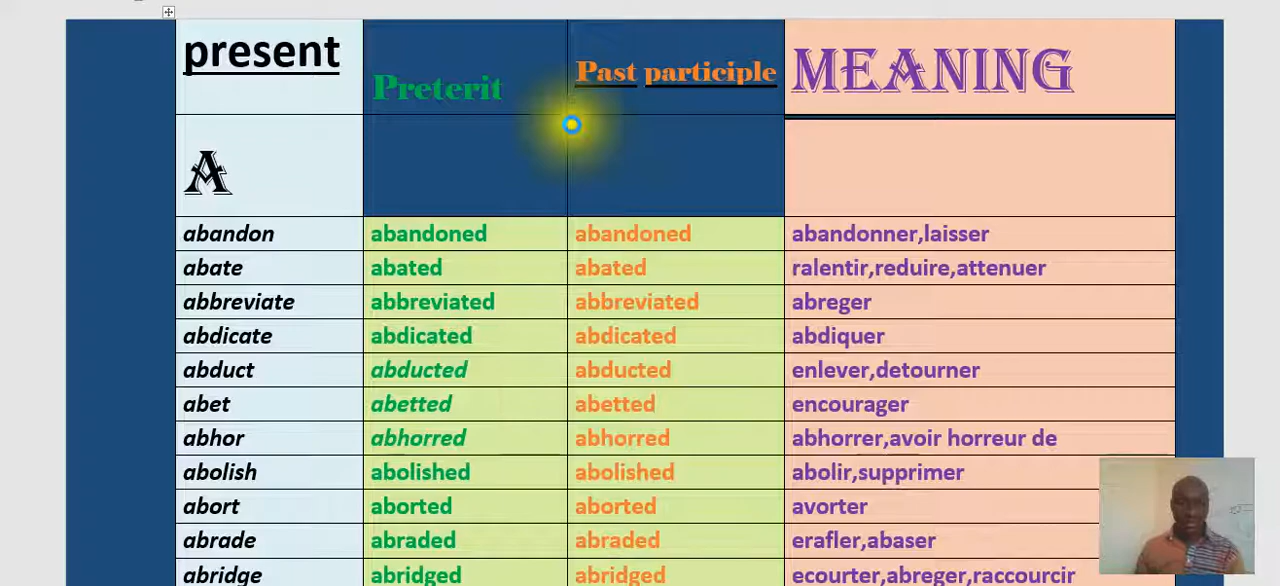 present Preterit Past participle MEANING
A
abandon abandoned abandoned abandonner,laisser
abate abated abated ralentir,reduire,attenuer
abbreviate abbreviated abbreviated abreger
abdicate abdicated abdicated abdiquer
abduct abducted abducted enlever,detourner
abet abetted abetted encourager
abhor abhorred abhorred abhorrer,avoir horreur de
abolish abolished abolished abolir,supprimer
abort aborted aborted avorter
abrade abraded abraded erafler,abaser
abridge abridged abridged ecourter,abreger,raccourcir